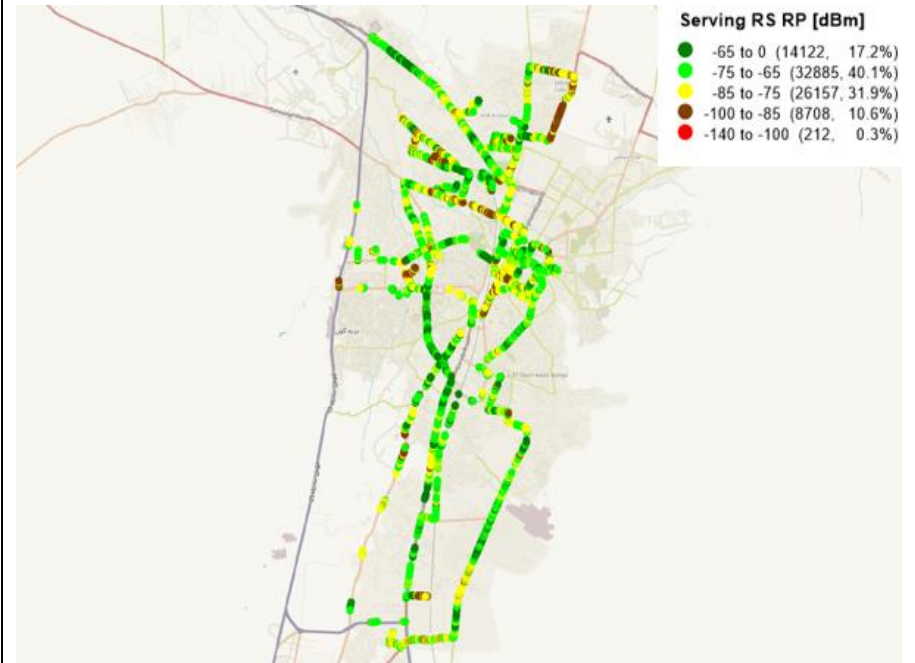 Serving RS RP [dBm]
-65 to 0 (14122, 17.2%)
-75 to -65 (32885, 40.1%)
-85 to -75 (26157, 31.9%)
-100 to -85 (8708, 10.6%)
-140 to -100 (212, 0.3%)